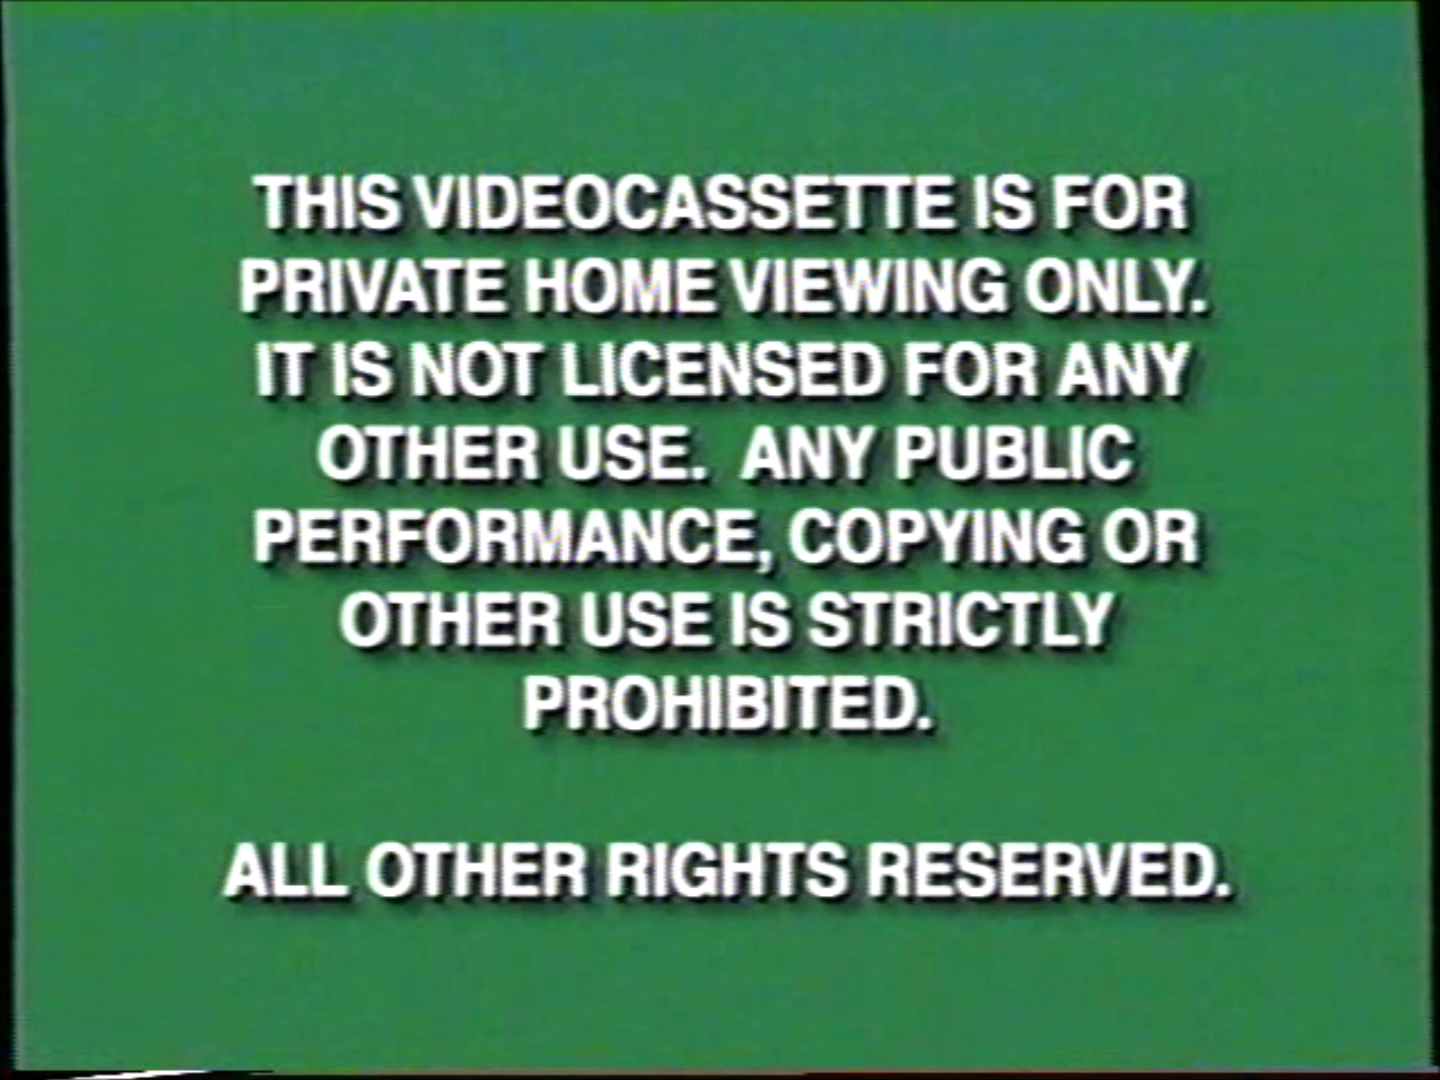 THIS VIDEOCASSETTE IS FOR
PRIVATE HOME VIEWING ONLY.
IT IS NOT LICENSED FOR ANY
OTHER USE.  ANY PUBLIC
PERFORMANCE, COPYING OR
OTHER USE IS STRICTLY
PROHIBITED.
ALL OTHER RIGHTS RESERVED.